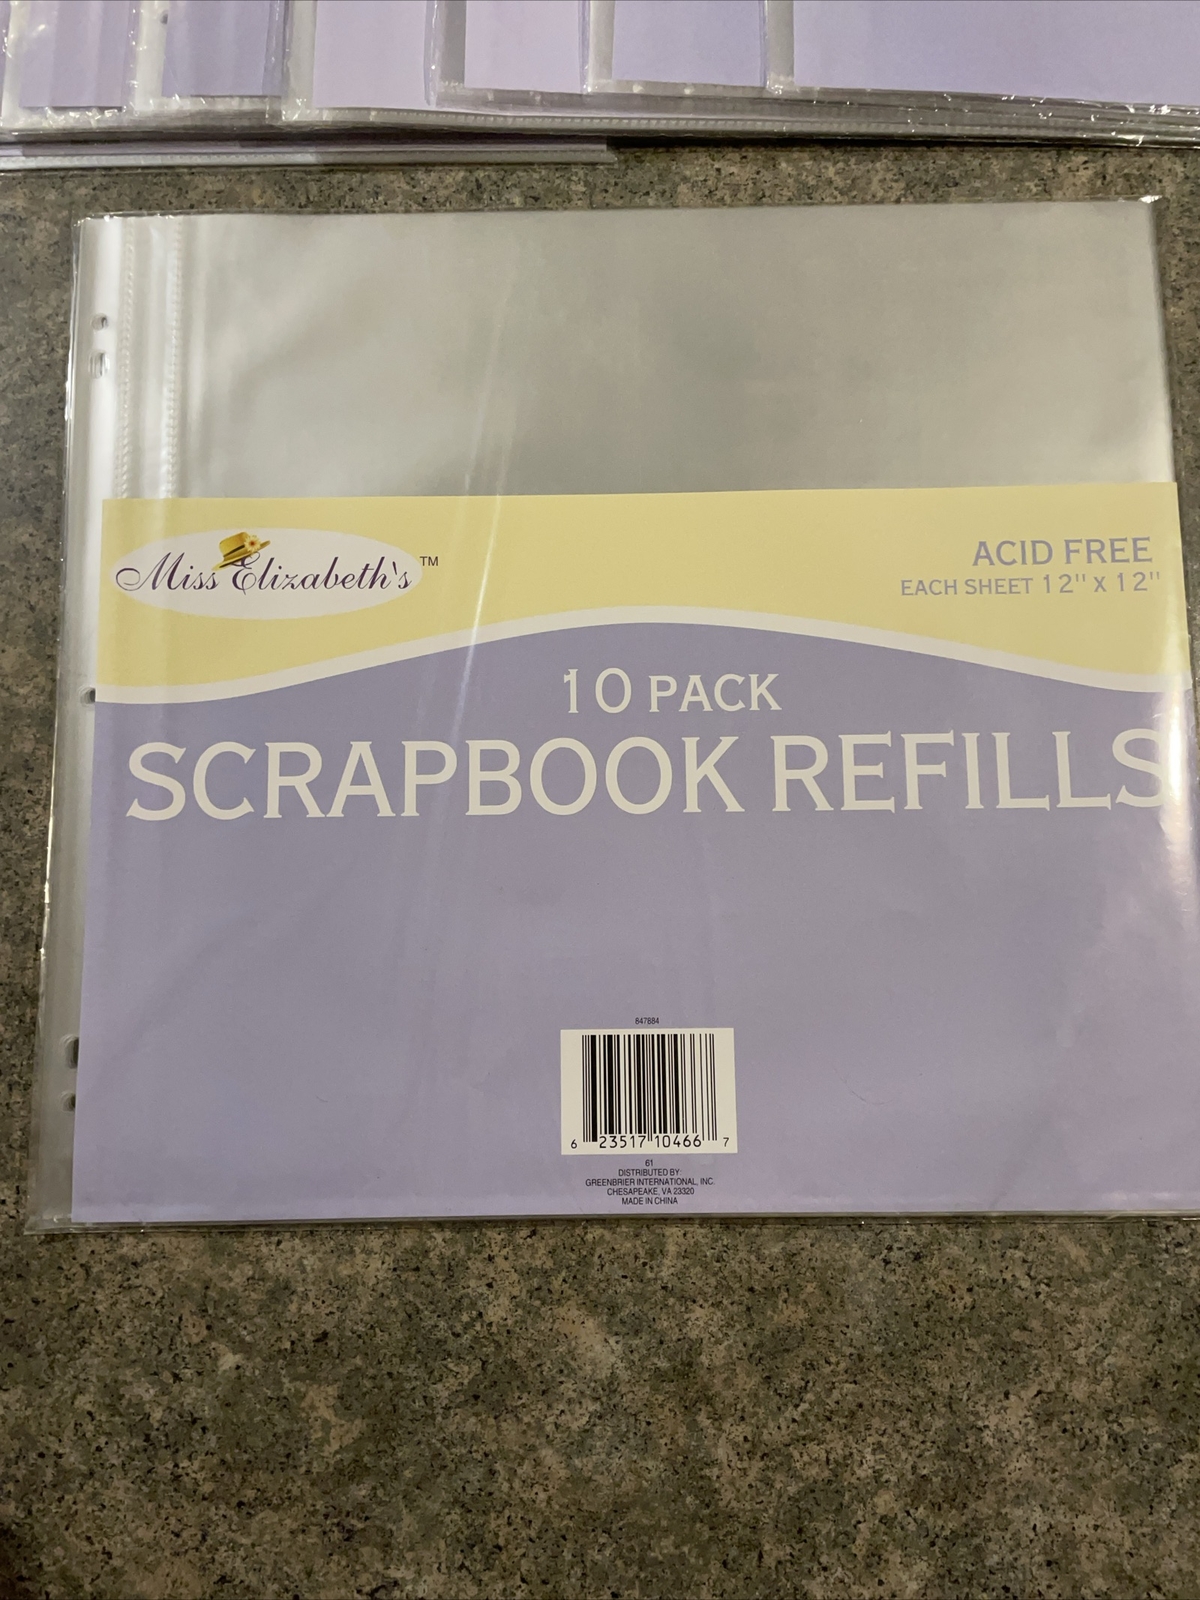 Miss Elizabeth's™
ACID FREE
EACH SHEET 12" X 12"
10 PACK
SCRAPBOOK REFILLS
847884
6 23517 10466 7
61
DISTRIBUTED BY:
GREENBRIER INTERNATIONAL, INC.
CHESAPEAKE, VA 23320
MADE IN CHINA